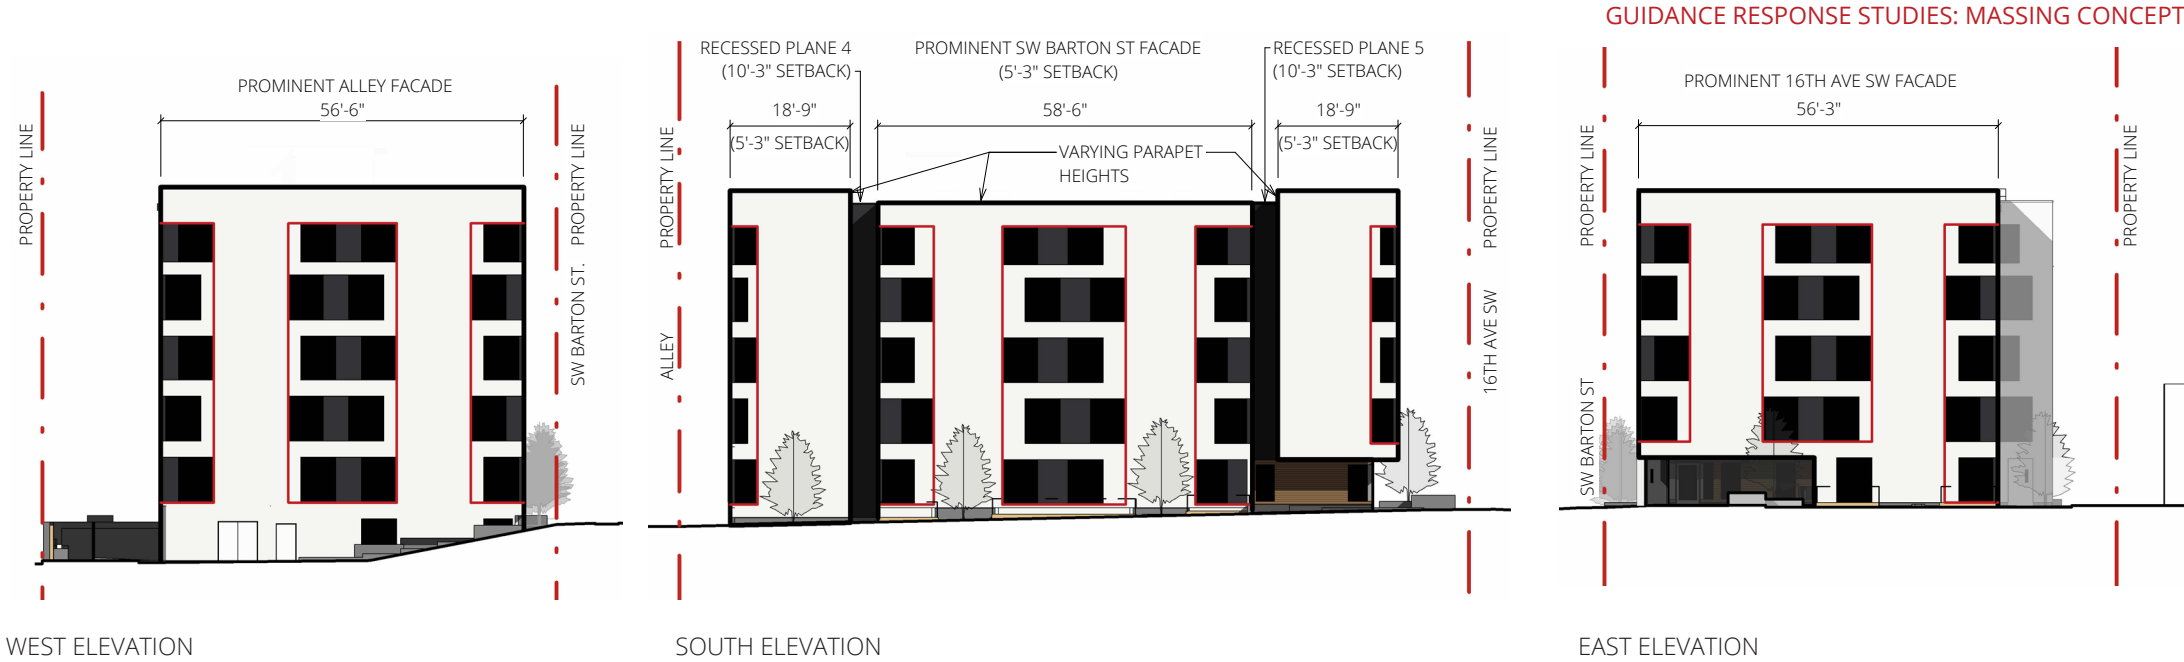 GUIDANCE RESPONSE STUDIES: MASSING CONCEPT
PROMINENT ALLEY FACADE
56'-6"
PROPERTY LINE
SW BARTON ST. PROPERTY LINE
WEST ELEVATION
RECESSED PLANE 4
(10'-3" SETBACK)
PROMINENT SW BARTON ST FACADE
(5'-3" SETBACK)
RECESSED PLANE 5
(10'-3" SETBACK)
18'-9"
58'-6"
18'-9"
(5'-3" SETBACK)
(5'-3" SETBACK)
VARYING PARAPET
HEIGHTS
ALLEY PROPERTY LINE
16TH AVE SW PROPERTY LINE
SOUTH ELEVATION
PROMINENT 16TH AVE SW FACADE
56'-3"
SW BARTON ST PROPERTY LINE
PROPERTY LINE
EAST ELEVATION